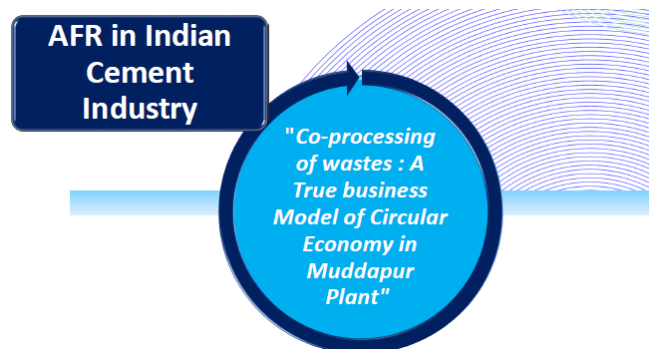 AFR in Indian
Cement
Industry
"Co-processing
of wastes : A
True business
Model of Circular
Economy in
Muddapur
Plant"